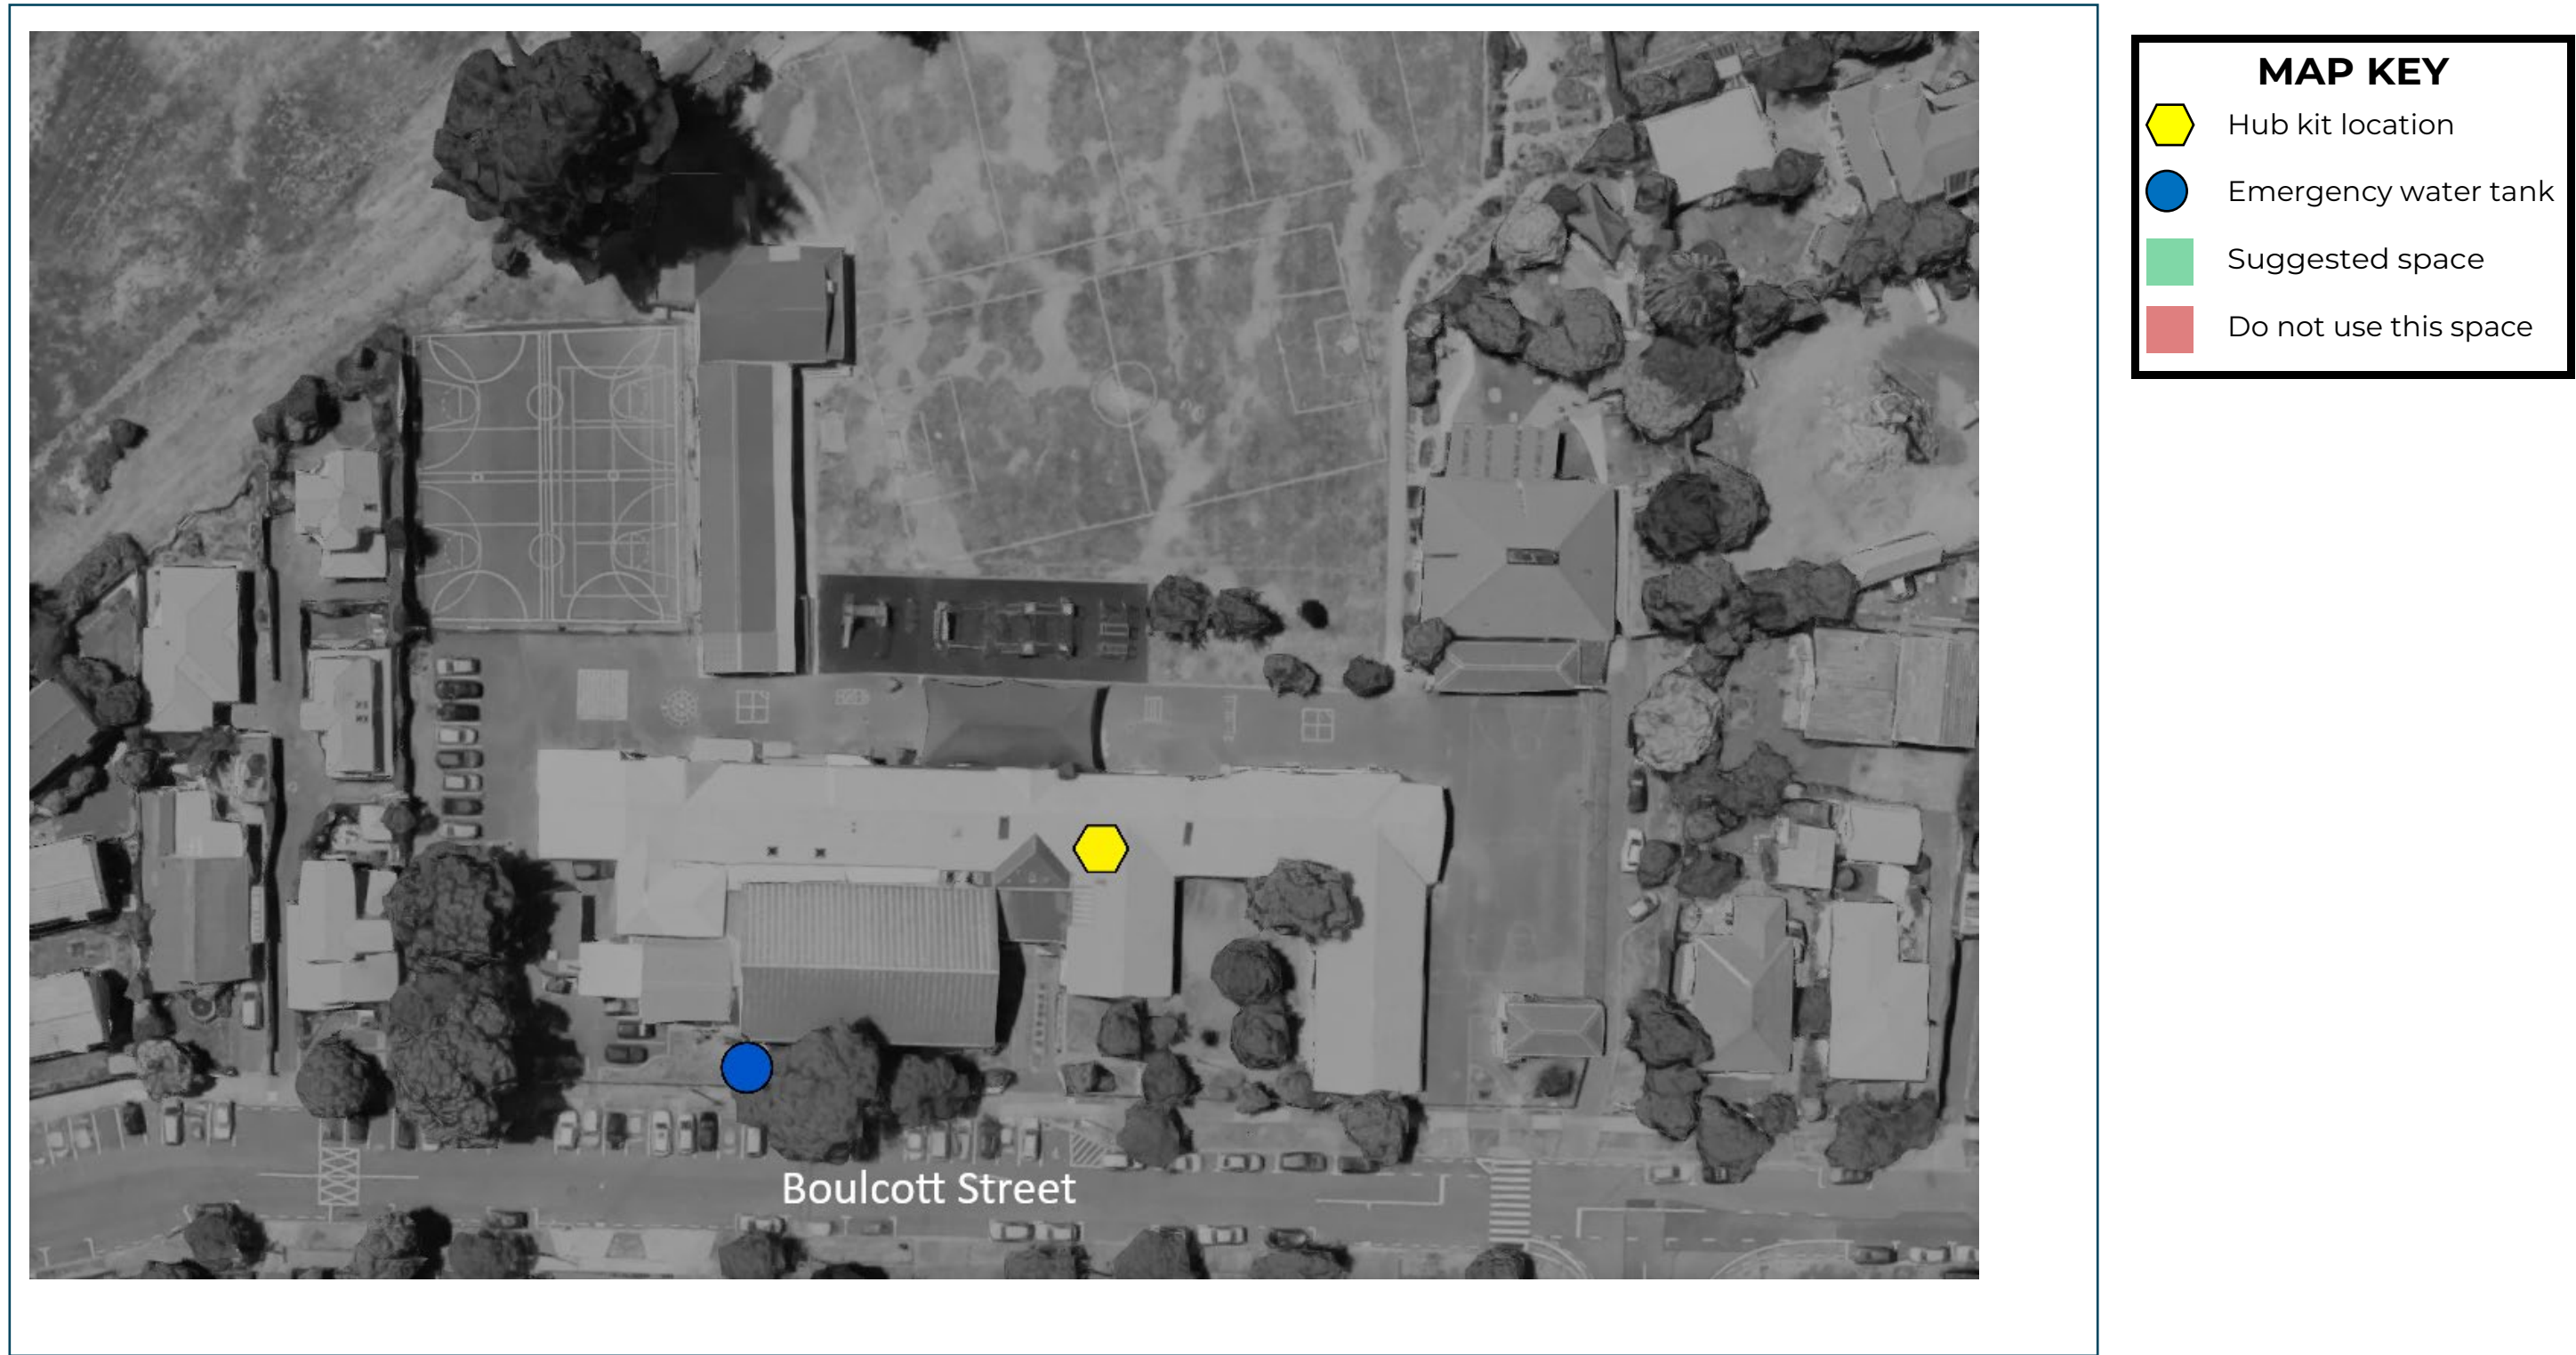 MAP KEY
Hub kit location
Emergency water tank
Suggested space
Do not use this space
Boulcott Street